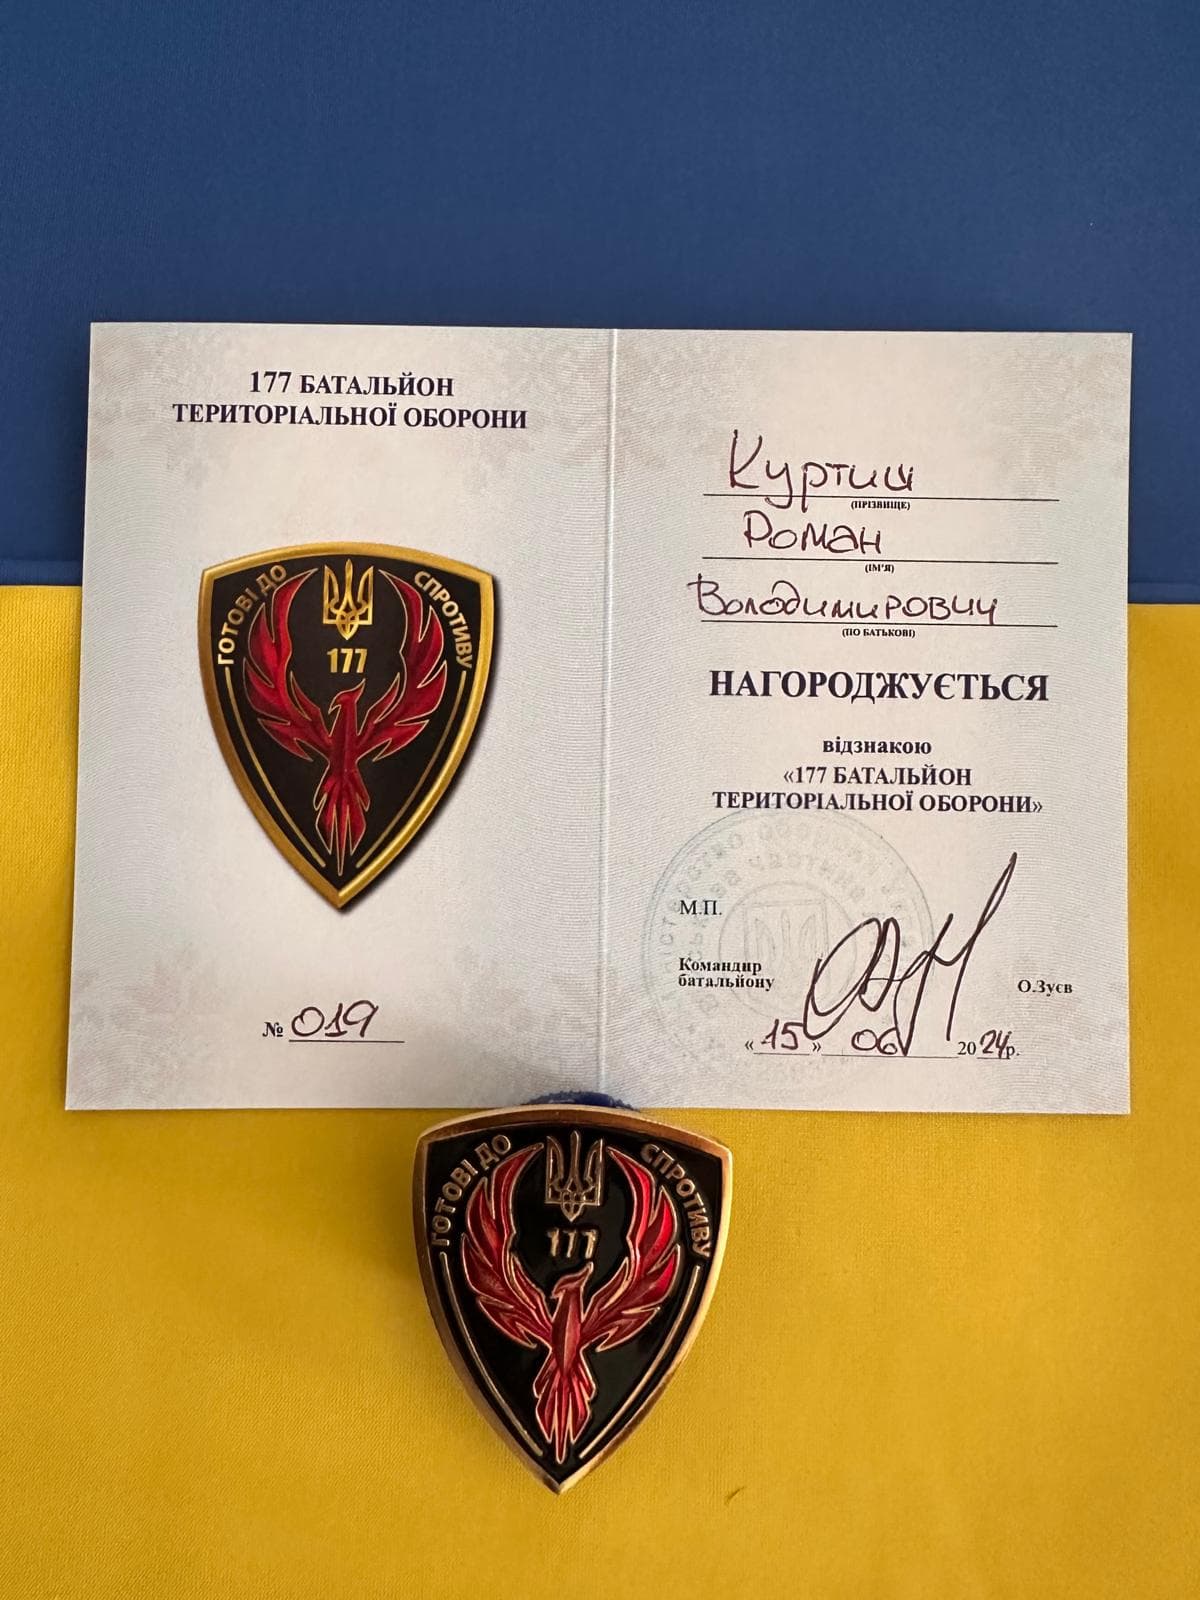 177 БАТАЛЬЙОН
ТЕРИТОРІАЛЬНОЇ ОБОРОНИ
ГОТОВІ ДО СПРОТИВУ
177
№ 019
Куртиш
(ПРІЗВИЩЕ)
Роман
(ІМ'Я)
Володимирович
(ПО БАТЬКОВІ)
НАГОРОДЖУЄТЬСЯ
відзнакою
«177 БАТАЛЬЙОН
ТЕРИТОРІАЛЬНОЇ ОБОРОНИ»
М.П.
Командир
батальйону
О.Зуєв
«15» 06 2024р.
ГОТОВІ ДО СПРОТИВУ
177